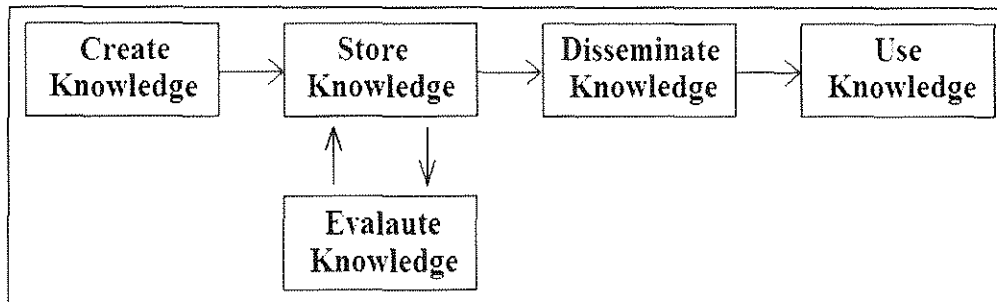 Create
Knowledge
Store
Knowledge
Disseminate
Knowledge
Use
Knowledge
Evalaute
Knowledge